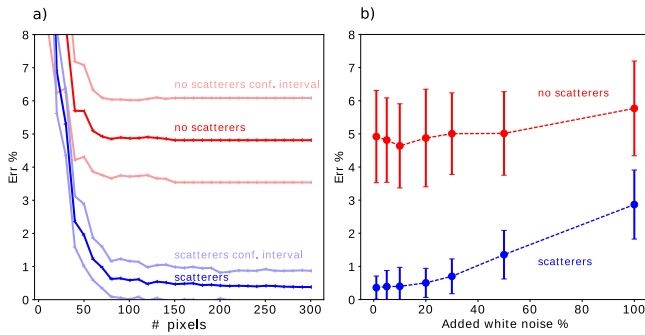 a)
b)
8
7
6
5
4
3
2
1
0
Err %
no scatterers conf. interval
no scatterers
scatterers conf. interval
scatterers
0 50 100 150 200 250 300
# pixels
8
7
6
5
4
3
2
1
0
Err %
no scatterers
scatterers
0 20 40 60 80 100
Added white noise %